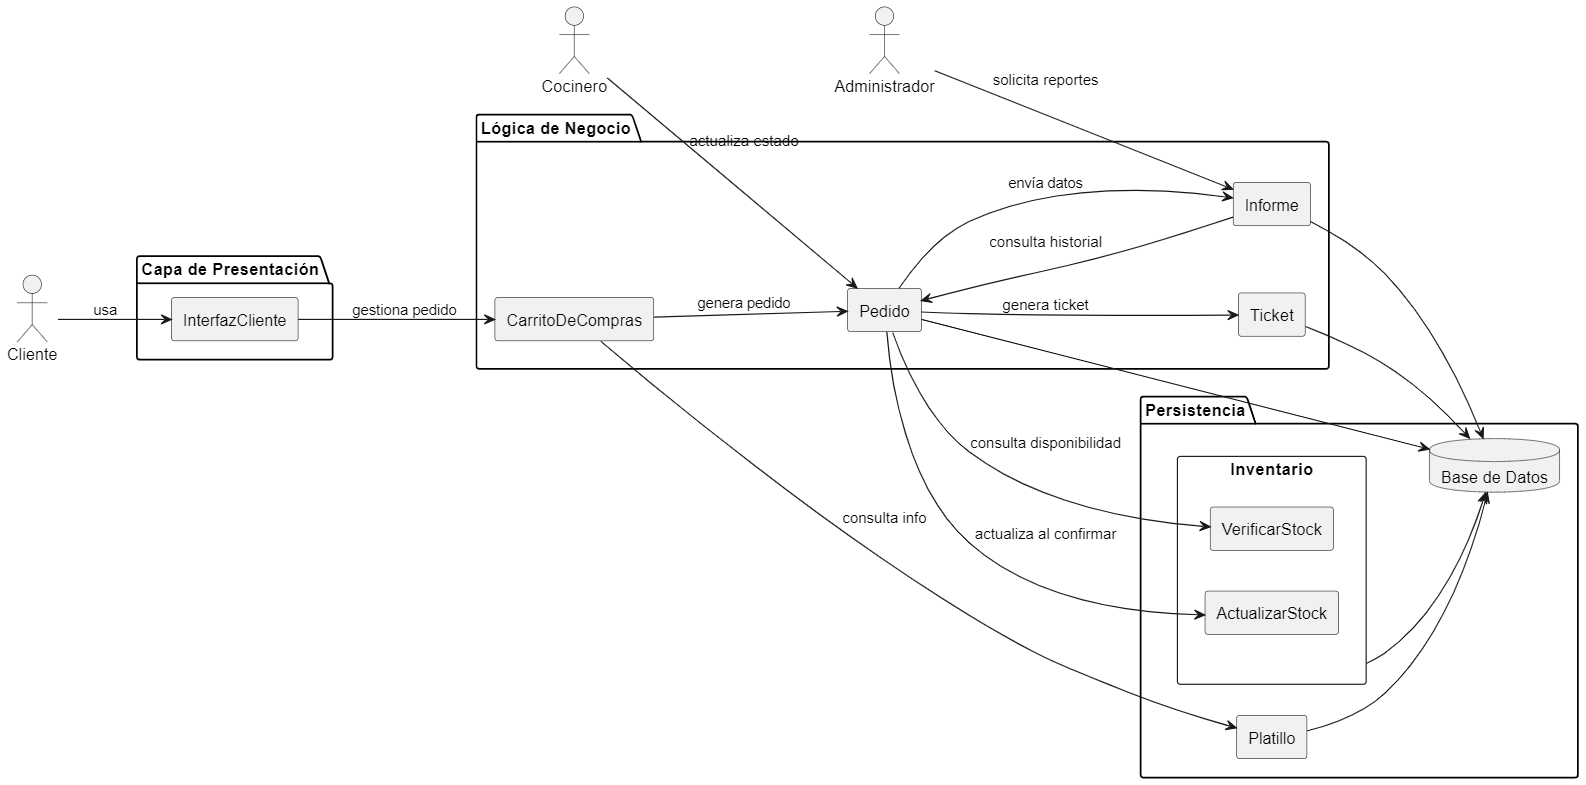 Cocinero
Administrador
solicita reportes
Lógica de Negocio
actualiza estado
envía datos
Informe
consulta historial
Capa de Presentación
usa
InterfazCliente
gestiona pedido
CarritoDeCompras
genera pedido
Pedido
genera ticket
Ticket
Cliente
Persistencia
consulta disponibilidad
Inventario
Base de Datos
consulta info
VerificarStock
actualiza al confirmar
ActualizarStock
Platillo